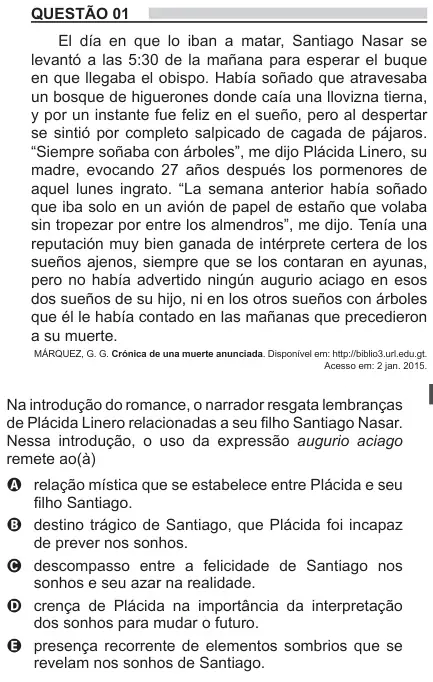 QUESTÃO 01
El día en que lo iban a matar, Santiago Nasar se
levantó a las 5:30 de la mañana para esperar el buque
en que llegaba el obispo. Había soñado que atravesaba
un bosque de higuerones donde caía una llovizna tierna,
y por un instante fue feliz en el sueño, pero al despertar
se sintió por completo salpicado de cagada de pájaros.
“Siempre soñaba con árboles”, me dijo Plácida Linero, su
madre, evocando 27 años después los pormenores de
aquel lunes ingrato. “La semana anterior había soñado
que iba solo en un avión de papel de estaño que volaba
sin tropezar por entre los almendros”, me dijo. Tenía una
reputación muy bien ganada de intérprete certera de los
sueños ajenos, siempre que se los contaran en ayunas,
pero no había advertido ningún augurio aciago en esos
dos sueños de su hijo, ni en los otros sueños con árboles
que él le había contado en las mañanas que precedieron
a su muerte.
MÁRQUEZ, G. G. Crónica de una muerte anunciada. Disponível em: http://biblio3.url.edu.gt.
Acesso em: 2 jan. 2015.
Na introdução do romance, o narrador resgata lembranças
de Plácida Linero relacionadas a seu filho Santiago Nasar.
Nessa introdução, o uso da expressão augurio aciago
remete ao(à)
A relação mística que se estabelece entre Plácida e seu
filho Santiago.
B destino trágico de Santiago, que Plácida foi incapaz
de prever nos sonhos.
C descompasso entre a felicidade de Santiago nos
sonhos e seu azar na realidade.
D crença de Plácida na importância da interpretação
dos sonhos para mudar o futuro.
E presença recorrente de elementos sombrios que se
revelam nos sonhos de Santiago.